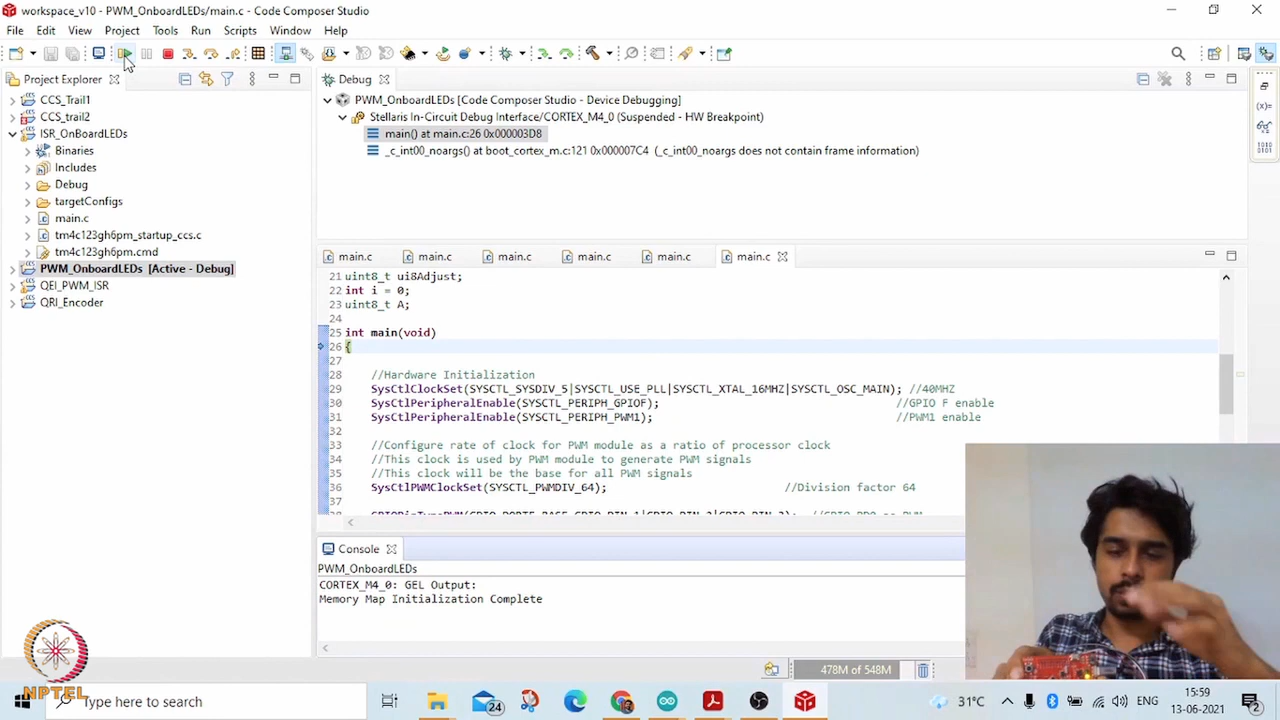 workspace_v10 - PWM_OnboardLEDs/main.c - Code Composer Studio
File Edit View Project Tools Run Scripts Window Help
Project Explorer
CCS_Trail1
CCS_trail2
ISR_OnBoardLEDs
Binaries
Includes
Debug
targetConfigs
main.c
tm4c123gh6pm_startup_ccs.c
tm4c123gh6pm.cmd
PWM_OnboardLEDs [Active - Debug]
QEI_PWM_ISR
QRI_Encoder
Debug
PWM_OnboardLEDs [Code Composer Studio - Device Debugging]
Stellaris In-Circuit Debug Interface/CORTEX_M4_0 (Suspended - HW Breakpoint)
main() at main.c:26 0x000003D8
_c_int00_noargs() at boot_cortex_m.c:121 0x000007C4 (_c_int00_noargs does not contain frame information)
main.c main.c main.c main.c main.c main.c
21 uint8_t ui8Adjust;
22 int i = 0;
23 uint8_t A;
24
25 int main(void)
26 {
27
28 //Hardware Initialization
29 SysCtlClockSet(SYSCTL_SYSDIV_5|SYSCTL_USE_PLL|SYSCTL_XTAL_16MHZ|SYSCTL_OSC_MAIN); //40MHZ
30 SysCtlPeripheralEnable(SYSCTL_PERIPH_GPIOF); //GPIO F enable
31 SysCtlPeripheralEnable(SYSCTL_PERIPH_PWM1); //PWM1 enable
32
33 //Configure rate of clock for PWM module as a ratio of processor clock
34 //This clock is used by PWM module to generate PWM signals
35 //This clock will be the base for all PWM signals
36 SysCtlPWMClockSet(SYSCTL_PWMDIV_64); //Division factor 64
37
Console
PWM_OnboardLEDs
CORTEX_M4_0: GEL Output:
Memory Map Initialization Complete
478M of 548M
NPTEL
Type here to search
24
31°C
ENG
15:59
13-06-2021
2